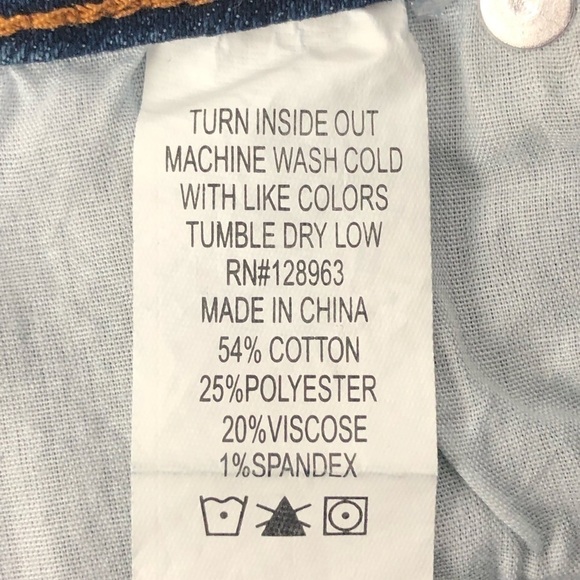 TURN INSIDE OUT
MACHINE WASH COLD
WITH LIKE COLORS
TUMBLE DRY LOW
RN#128963
MADE IN CHINA
54% COTTON
25%POLYESTER
20%VISCOSE
1%SPANDEX